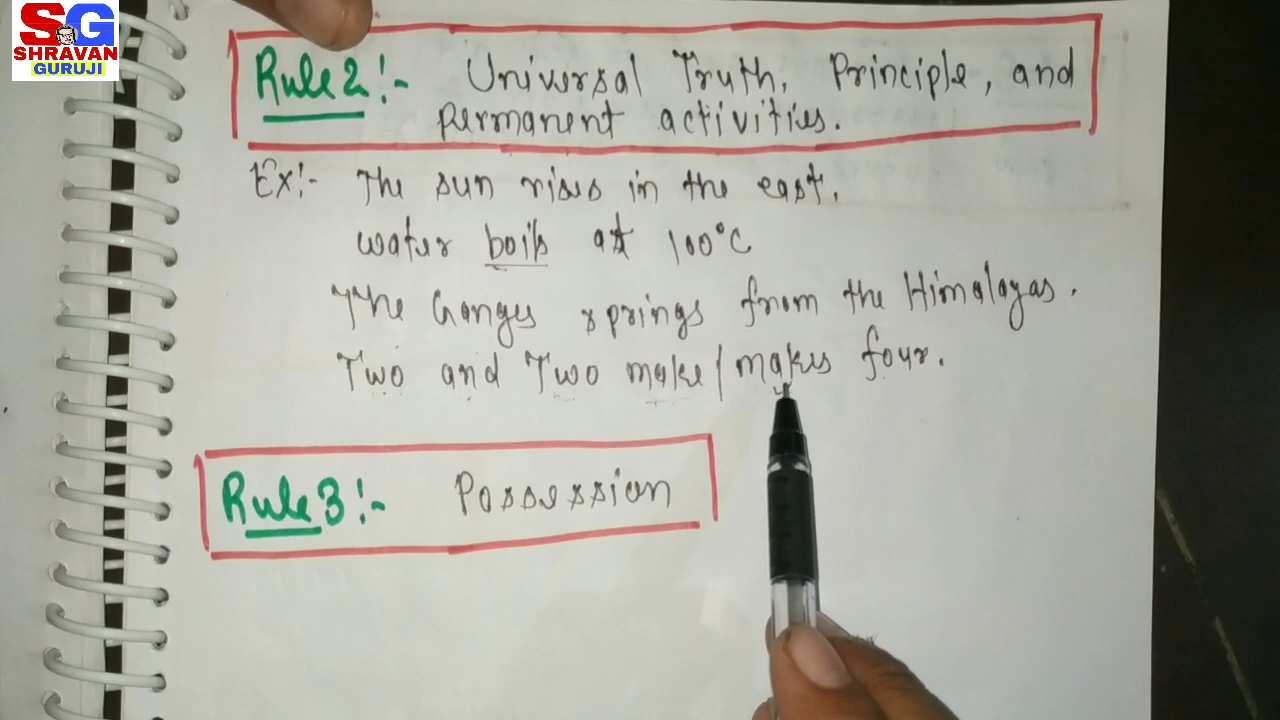 SG
SHRAVAN
GURUJI
Rule 2:- Universal Truth, Principle, and
permanent activities.
Ex:- The sun rises in the east.
water boils at 100°C
The Ganges springs from the Himalayas.
Two and Two make/makes four.
Rule 3:- Possession